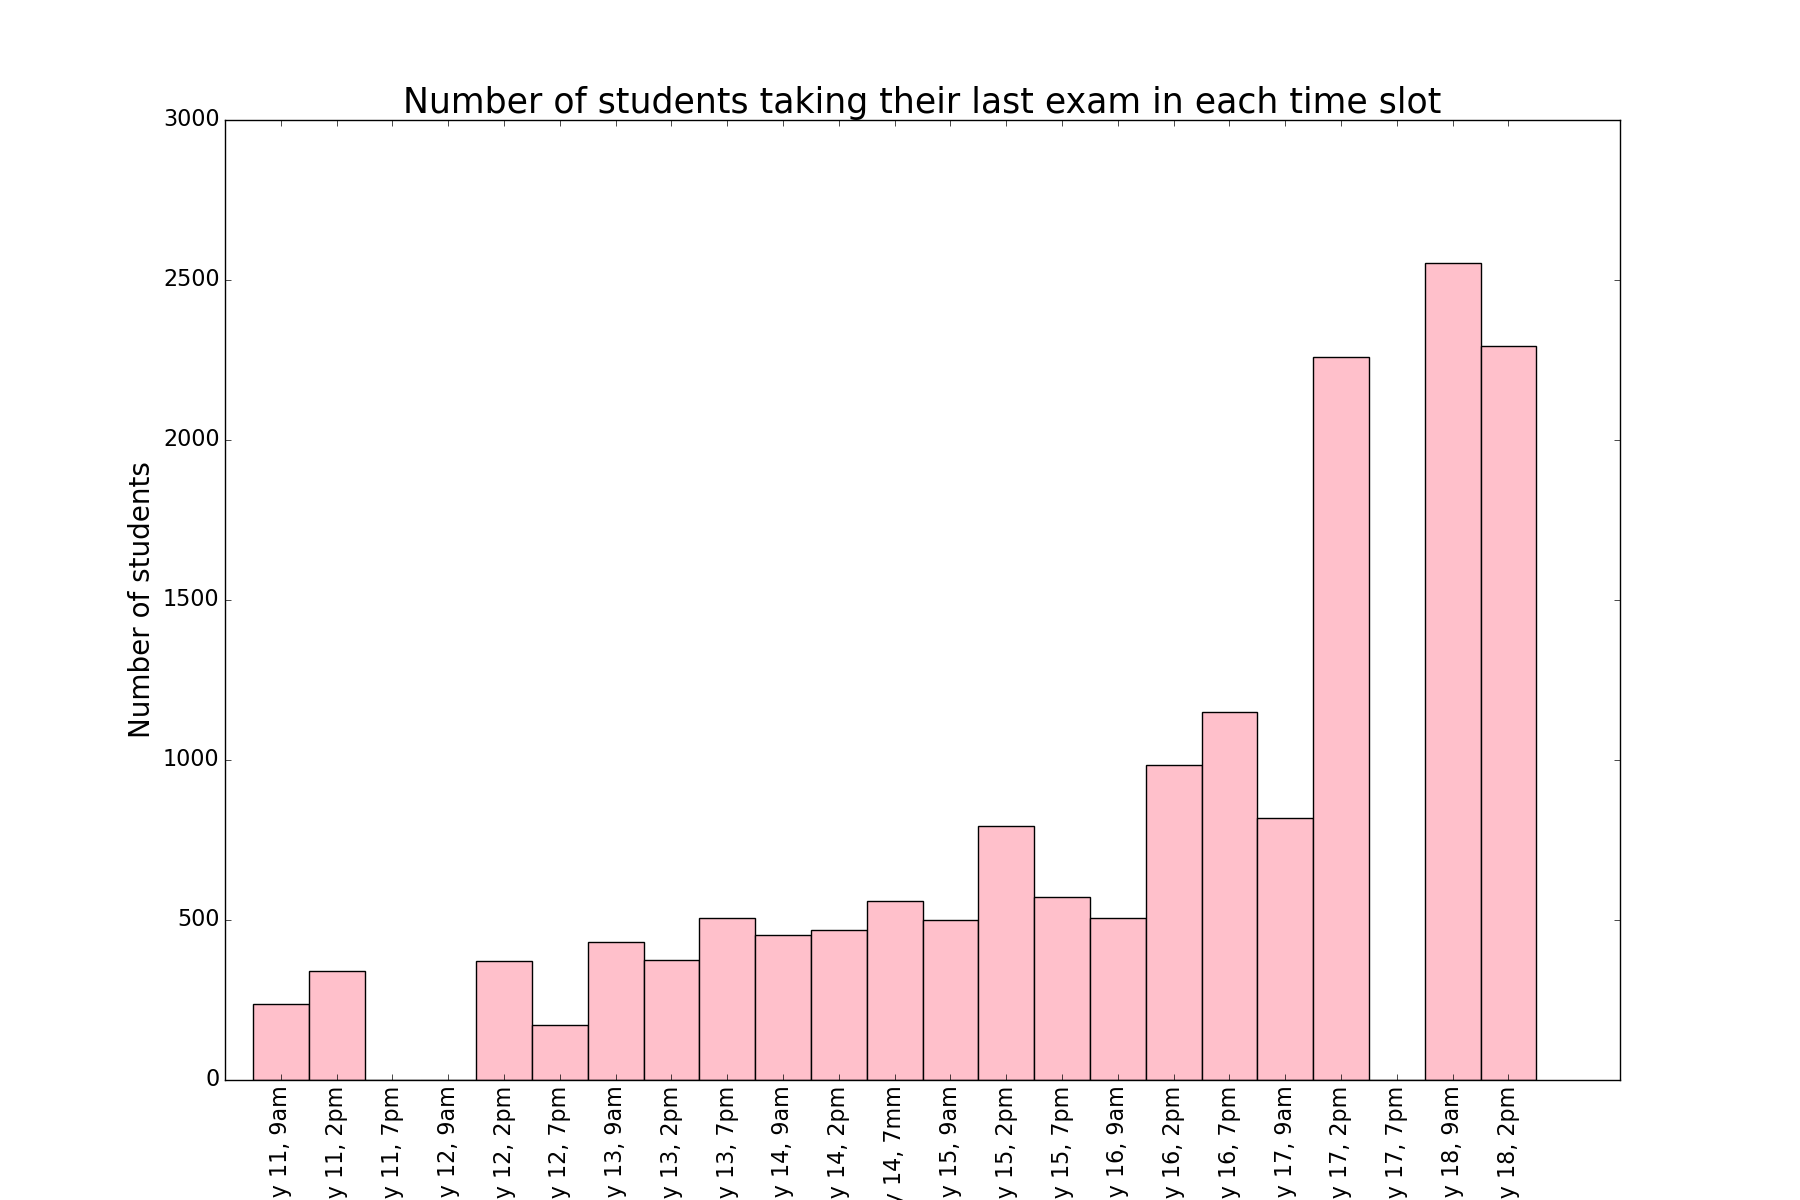 Number of students taking their last exam in each time slot
Number of students
3000
2500
2000
1500
1000
500
0
y 11, 9am
y 11, 2pm
y 11, 7pm
y 12, 9am
y 12, 2pm
y 12, 7pm
y 13, 9am
y 13, 2pm
y 13, 7pm
y 14, 9am
y 14, 2pm
y 14, 7mm
y 15, 9am
y 15, 2pm
y 15, 7pm
y 16, 9am
y 16, 2pm
y 16, 7pm
y 17, 9am
y 17, 2pm
y 17, 7pm
y 18, 9am
y 18, 2pm